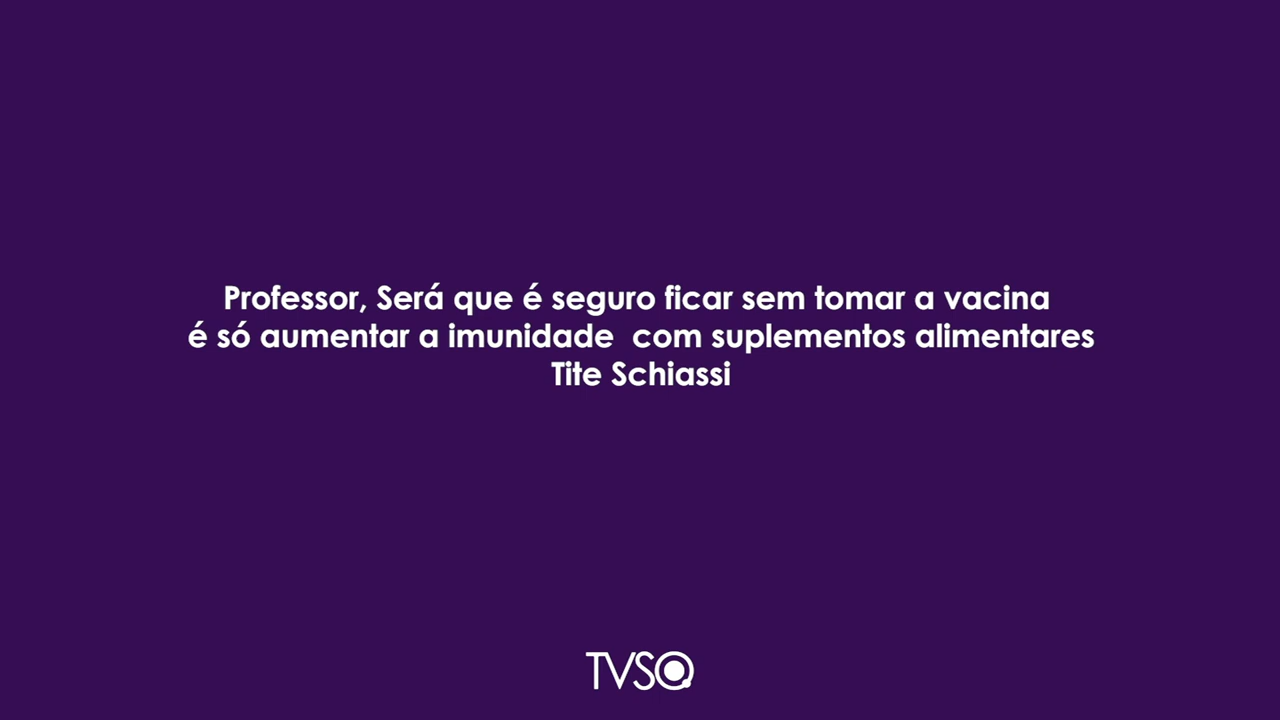 Professor, Será que é seguro ficar sem tomar a vacina
é só aumentar a imunidade  com suplementos alimentares
Tite Schiassi
TVSQ